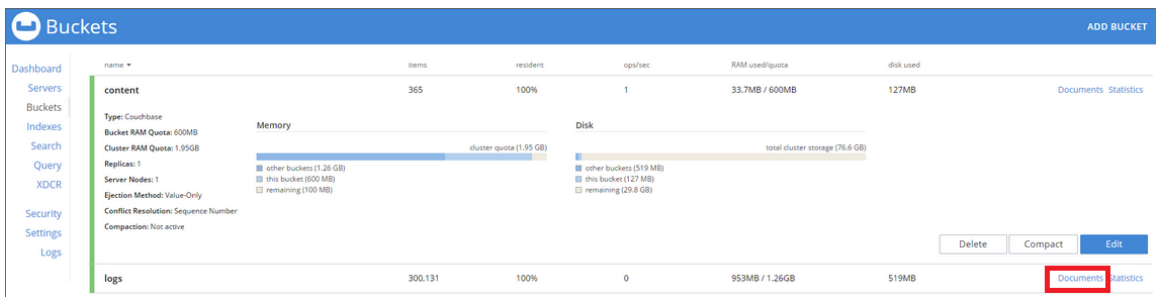 Buckets
ADD BUCKET
Dashboard
Servers
Buckets
Indexes
Search
Query
XDCR
Security
Settings
Logs
name items resident ops/sec RAM used/quota disk used
content 365 100% 1 33.7MB / 600MB 127MB Documents Statistics
Type: Couchbase
Bucket RAM Quota: 600MB
Cluster RAM Quota: 1.95GB
Replicas: 1
Server Nodes: 1
Ejection Method: Value-Only
Conflict Resolution: Sequence Number
Compaction: Not active
Memory
cluster quota (1.95 GB)
other buckets (1.26 GB)
this bucket (600 MB)
remaining (100 MB)
Disk
total cluster storage (76.6 GB)
other buckets (519 MB)
this bucket (127 MB)
remaining (29.8 GB)
Delete Compact Edit
logs 300,131 100% 0 953MB / 1.26GB 519MB Documents Statistics